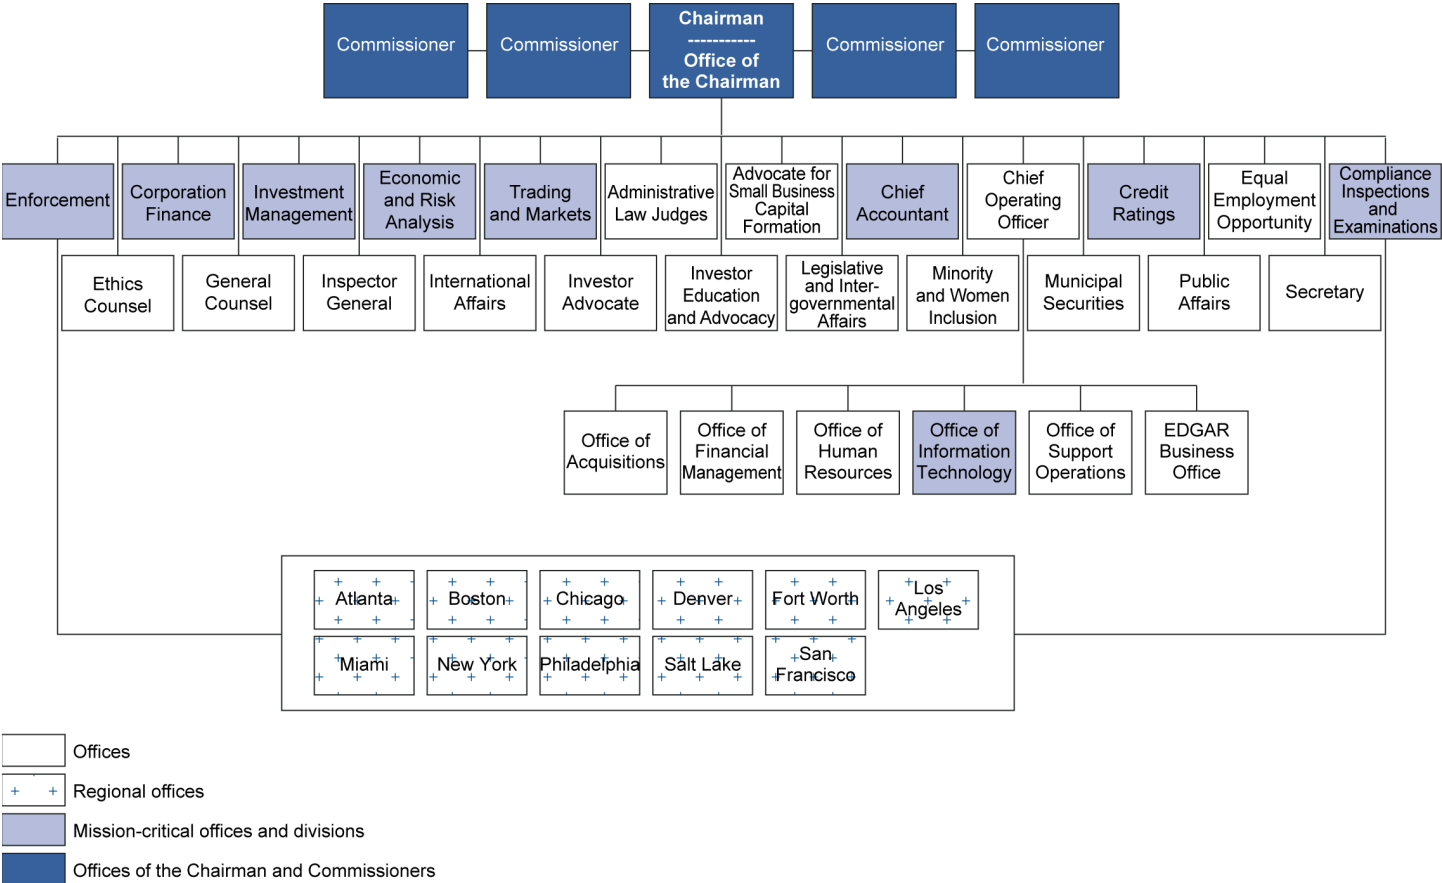 Commissioner
Commissioner
Chairman
-----------
Office of
the Chairman
Commissioner
Commissioner
Enforcement
Corporation
Finance
Investment
Management
Economic
and Risk
Analysis
Trading
and Markets
Administrative
Law Judges
Advocate for
Small Business
Capital
Formation
Chief
Accountant
Chief
Operating
Officer
Credit
Ratings
Equal
Employment
Opportunity
Compliance
Inspections
and
Examinations
Ethics
Counsel
General
Counsel
Inspector
General
International
Affairs
Investor
Advocate
Investor
Education
and Advocacy
Legislative
and Inter-
governmental
Affairs
Minority
and Women
Inclusion
Municipal
Securities
Public
Affairs
Secretary
Office of
Acquisitions
Office of
Financial
Management
Office of
Human
Resources
Office of
Information
Technology
Office of
Support
Operations
EDGAR
Business
Office
Atlanta
Boston
Chicago
Denver
Fort Worth
Los
Angeles
Miami
New York
Philadelphia
Salt Lake
San
Francisco
Offices
Regional offices
Mission-critical offices and divisions
Offices of the Chairman and Commissioners